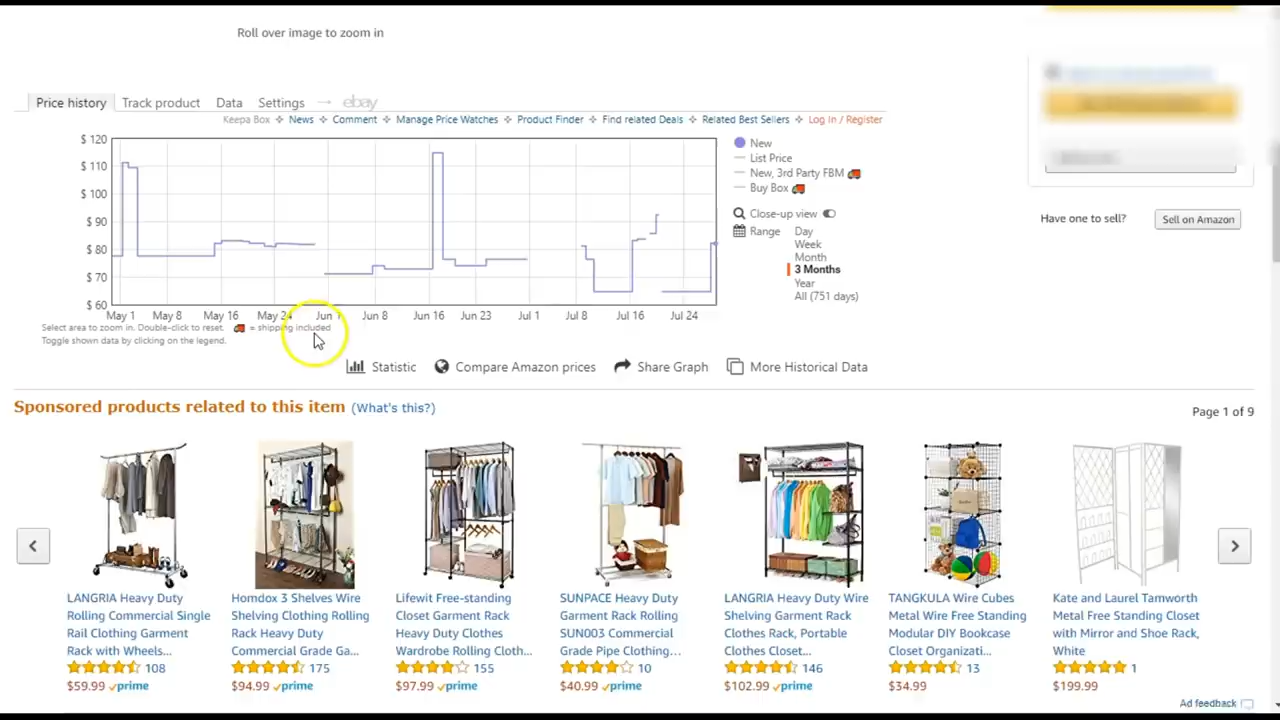 Roll over image to zoom in
Price history Track product Data Settings → ebay
Keepa Box News Comment Manage Price Watches Product Finder Find related Deals Related Best Sellers Log In / Register
$ 120
$ 110
$ 100
$ 90
$ 80
$ 70
$ 60
May 1 May 8 May 16 May 24 Jun 1 Jun 8 Jun 16 Jun 23 Jul 1 Jul 8 Jul 16 Jul 24
New
List Price
New, 3rd Party FBM
Buy Box
Close-up view
Range
Day
Week
Month
3 Months
Year
All (751 days)
Select area to zoom in. Double-click to reset. = shipping included
Toggle shown data by clicking on the legend.
Have one to sell? Sell on Amazon
Statistic Compare Amazon prices Share Graph More Historical Data
Sponsored products related to this item (What's this?)
Page 1 of 9
LANGRIA Heavy Duty
Rolling Commercial Single
Rail Clothing Garment
Rack with Wheels...
108
$59.99 prime
Homdox 3 Shelves Wire
Shelving Clothing Rolling
Rack Heavy Duty
Commercial Grade Ga...
175
$94.99 prime
Lifewit Free-standing
Closet Garment Rack
Heavy Duty Clothes
Wardrobe Rolling Cloth...
155
$97.99 prime
SUNPACE Heavy Duty
Garment Rack Rolling
SUN003 Commercial
Grade Pipe Clothing...
10
$40.99 prime
LANGRIA Heavy Duty Wire
Shelving Garment Rack
Clothes Rack, Portable
Clothes Closet...
146
$102.99 prime
TANGKULA Wire Cubes
Metal Wire Free Standing
Modular DIY Bookcase
Closet Organizati...
13
$34.99
Kate and Laurel Tamworth
Metal Free Standing Closet
with Mirror and Shoe Rack,
White
1
$199.99
Ad feedback